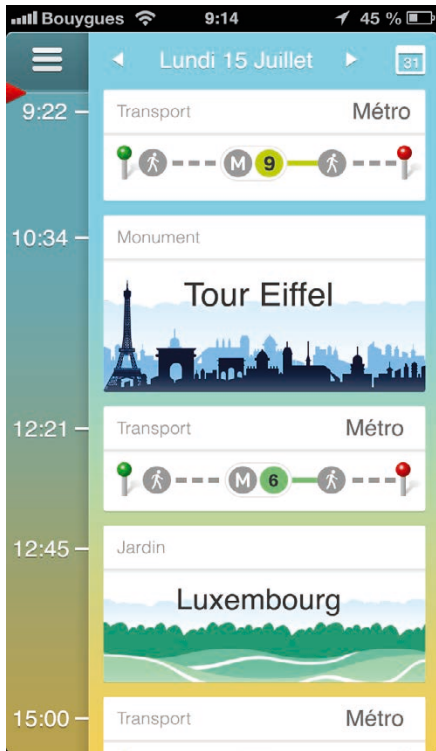 Bouygues 9:14 45 %
Lundi 15 Juillet 31
9:22 Transport Métro
M 9
10:34 Monument
Tour Eiffel
12:21 Transport Métro
M 6
12:45 Jardin
Luxembourg
15:00 Transport Métro